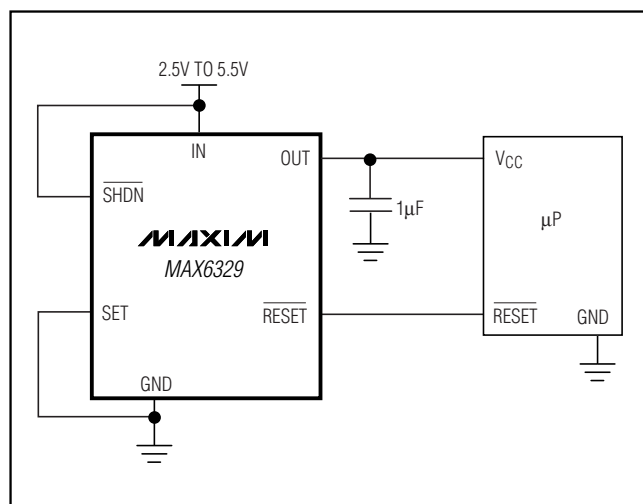 2.5V TO 5.5V
IN
OUT
VCC
SHDN
1µF
µP
MAXIM
MAX6329
SET
RESET
RESET
GND
GND